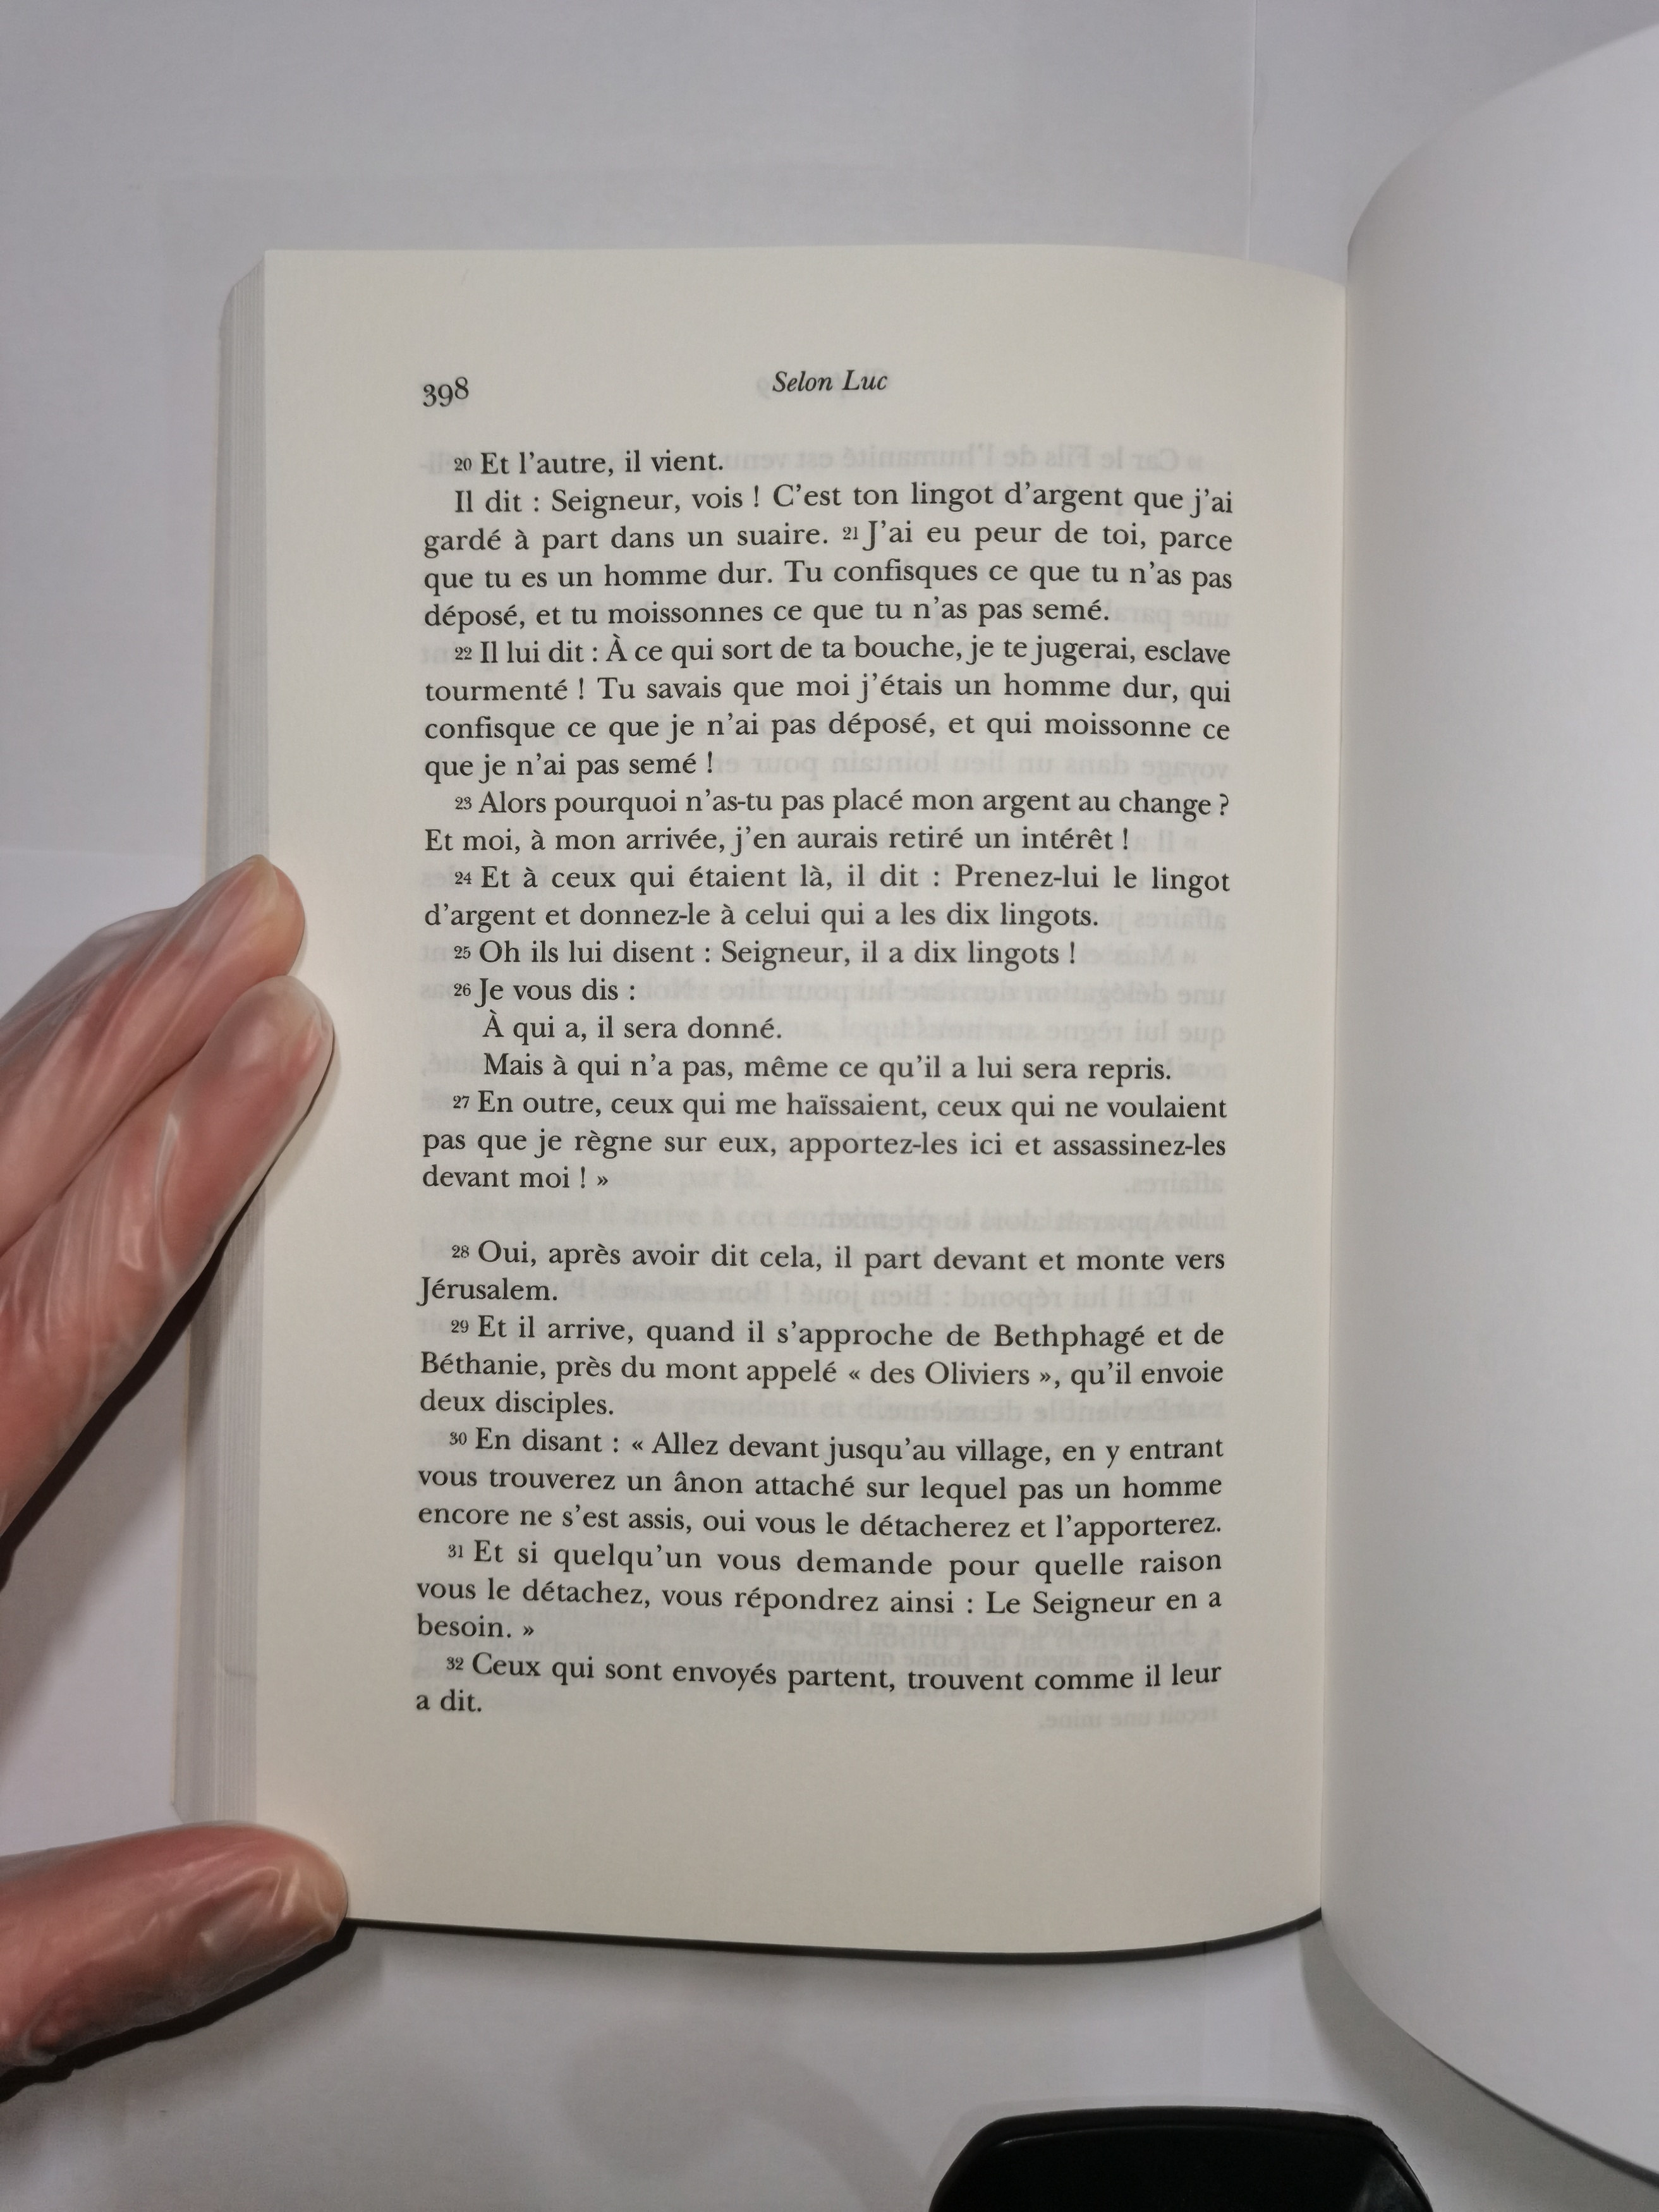 398
Selon Luc
20 Et l'autre, il vient.
Il dit : Seigneur, vois ! C'est ton lingot d'argent que j'ai
gardé à part dans un suaire. 21 J'ai eu peur de toi, parce
que tu es un homme dur. Tu confisques ce que tu n'as pas
déposé, et tu moissonnes ce que tu n'as pas semé.
22 Il lui dit : À ce qui sort de ta bouche, je te jugerai, esclave
tourmenté ! Tu savais que moi j'étais un homme dur, qui
confisque ce que je n'ai pas déposé, et qui moissonne ce
que je n'ai pas semé !
23 Alors pourquoi n'as-tu pas placé mon argent au change ?
Et moi, à mon arrivée, j'en aurais retiré un intérêt !
24 Et à ceux qui étaient là, il dit : Prenez-lui le lingot
d'argent et donnez-le à celui qui a les dix lingots.
25 Oh ils lui disent : Seigneur, il a dix lingots !
26 Je vous dis :
À qui a, il sera donné.
Mais à qui n'a pas, même ce qu'il a lui sera repris.
27 En outre, ceux qui me haïssaient, ceux qui ne voulaient
pas que je règne sur eux, apportez-les ici et assassinez-les
devant moi ! »
28 Oui, après avoir dit cela, il part devant et monte vers
Jérusalem.
29 Et il arrive, quand il s'approche de Bethphagé et de
Béthanie, près du mont appelé « des Oliviers », qu'il envoie
deux disciples.
30 En disant : « Allez devant jusqu'au village, en y entrant
vous trouverez un ânon attaché sur lequel pas un homme
encore ne s'est assis, oui vous le détacherez et l'apporterez.
31 Et si quelqu'un vous demande pour quelle raison
vous le détachez, vous répondrez ainsi : Le Seigneur en a
besoin. »
32 Ceux qui sont envoyés partent, trouvent comme il leur
a dit.